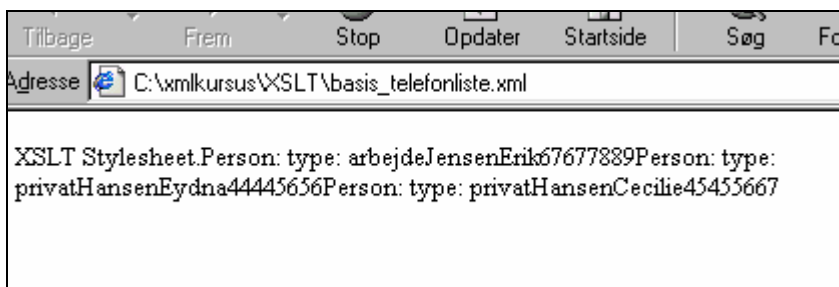 Tilbage Frem Stop Opdater Startside Søg
Adresse C:\xmlkursus\XSLT\basis_telefonliste.xml
XSLT Stylesheet.Person: type: arbejdeJensenErik67677889Person: type:
privatHansenEydna44445656Person: type: privatHansenCecilie45455667